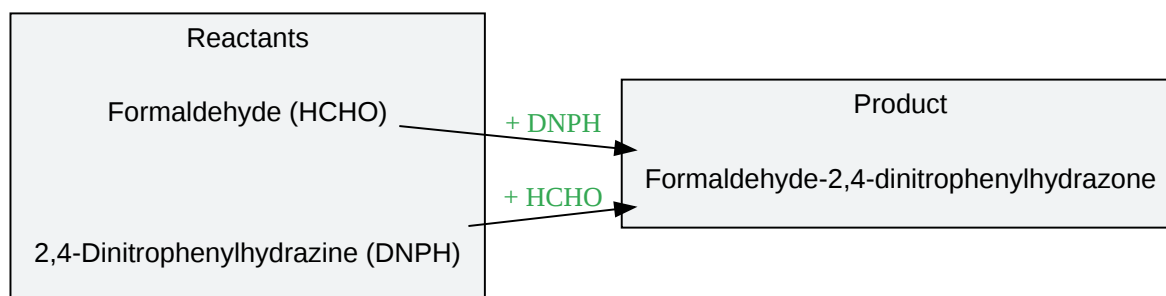 Reactants
Formaldehyde (HCHO)
2,4-Dinitrophenylhydrazine (DNPH)
+ DNPH
+ HCHO
Product
Formaldehyde-2,4-dinitrophenylhydrazone